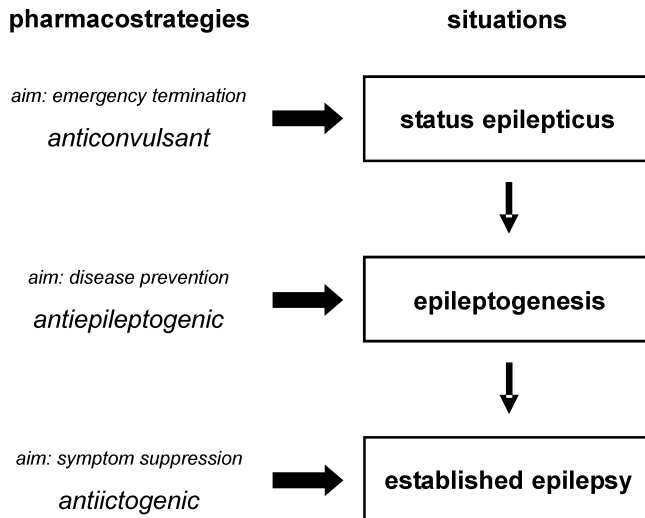 pharmacostrategies
situations
aim: emergency termination
anticonvulsant
status epilepticus
aim: disease prevention
antiepileptogenic
epileptogenesis
aim: symptom suppression
antiictogenic
established epilepsy